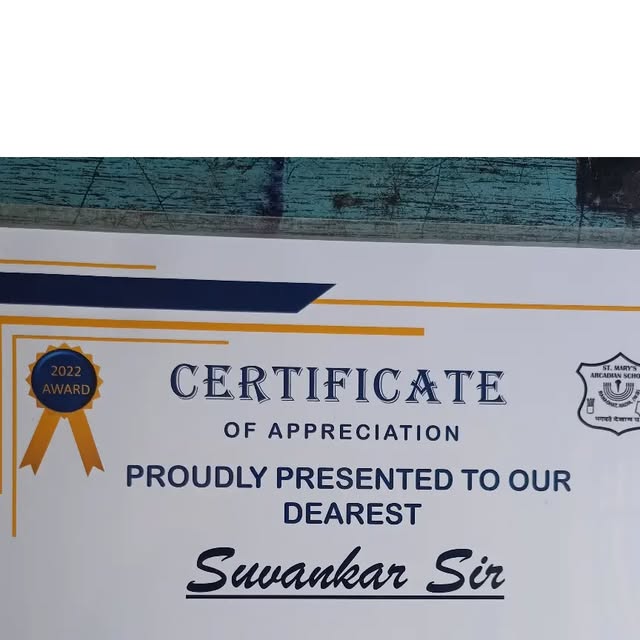 2022
AWARD
CERTIFICATE
OF APPRECIATION
ST. MARY'S
ARCADIAN SCHO
PROUDLY PRESENTED TO OUR
DEAREST
Suvankar Sir